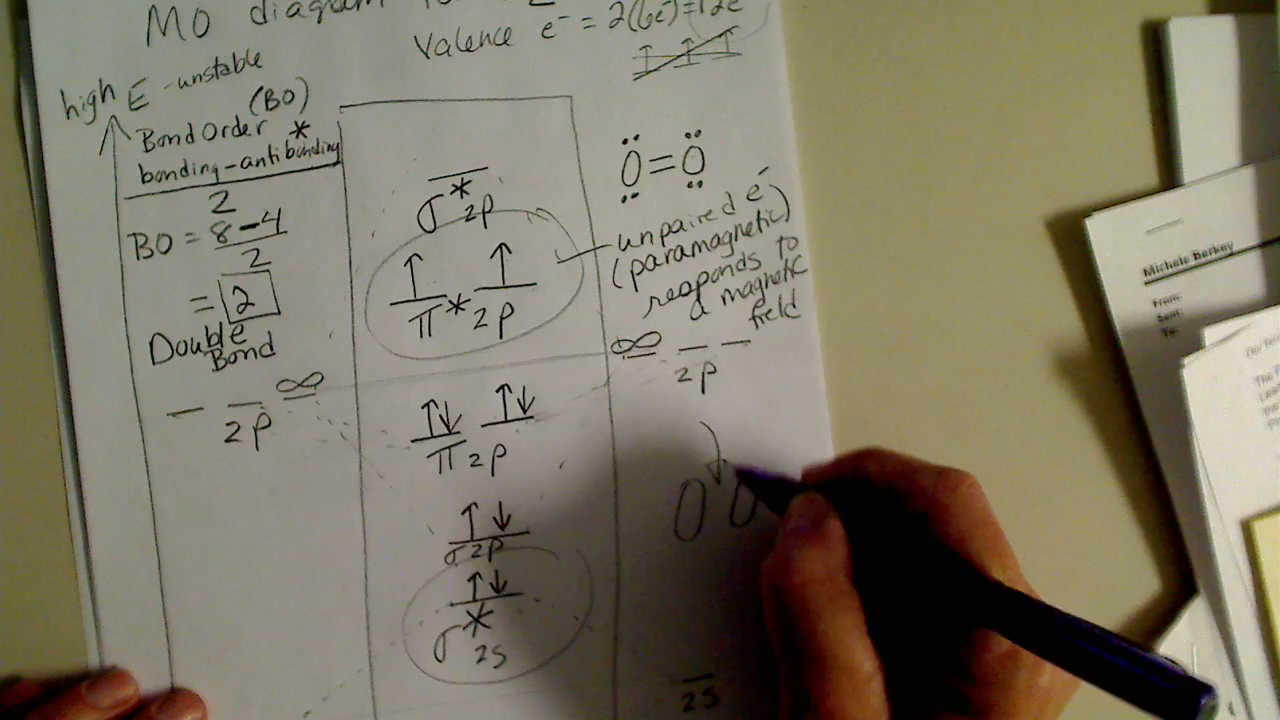 MO diagram
Valence e⁻ = 2(6e⁻)=12e⁻
high E -unstable
(BO)
Bond Order *
bonding-antibonding
2
BO = 8-4
2
= 2
Double
Bond
2p
σ*2p
π*2p
π2p
σ2p
σ*2s
Ö=Ö
unpaired e⁻
(paramagnetic)
responds to
a magnetic
field
2p
O O
2s
Michele Berkey
From:
Sent:
To: